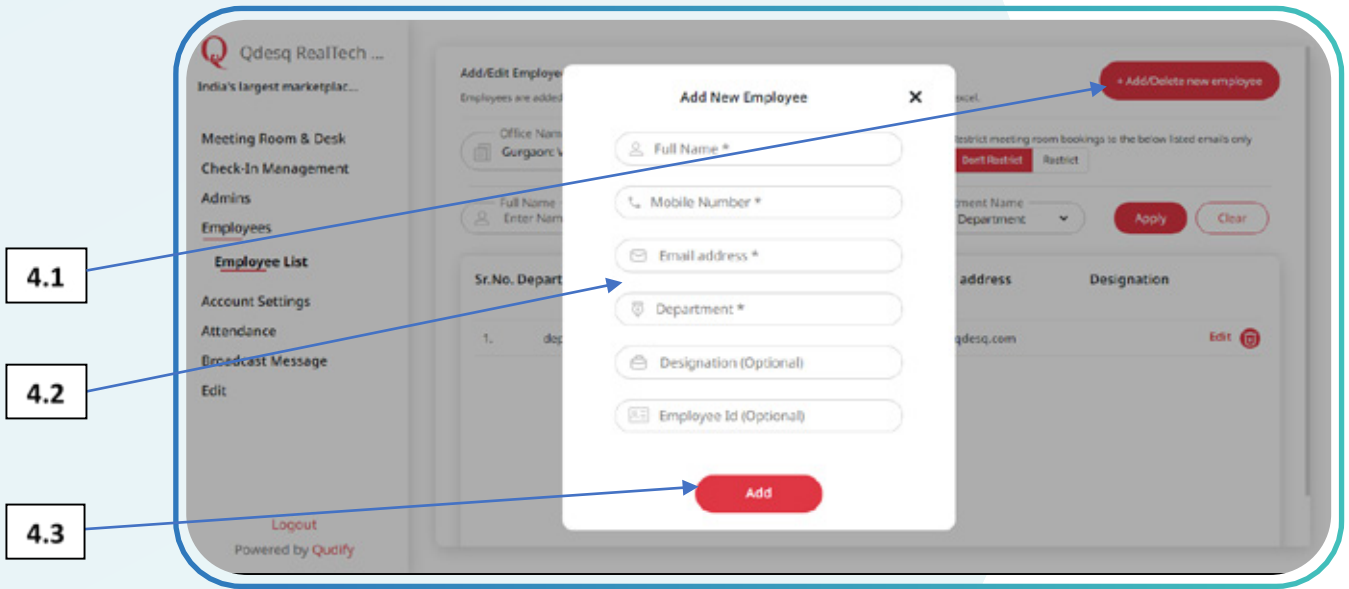 Qdesq RealTech ...
India's largest marketplac...
Meeting Room & Desk
Check-In Management
Admins
Employees
Employee List
Account Settings
Attendance
Broadcast Message
Edit
Logout
Powered by Qudify
4.1
4.2
4.3
Add/Edit Employe
Employees are added
excel.
+ Add/Delete new employee
Office Name
Gurgaon: V
Restrict meeting room bookings to the below listed emails only
Don't Restrict
Restrict
Full Name
Enter Nam
tment Name
Department
Apply
Clear
Sr.No. Depart
address
Designation
1.
dep
qdesq.com
Edit
Add New Employee
Full Name *
Mobile Number *
Email address *
Department *
Designation (Optional)
Employee Id (Optional)
Add